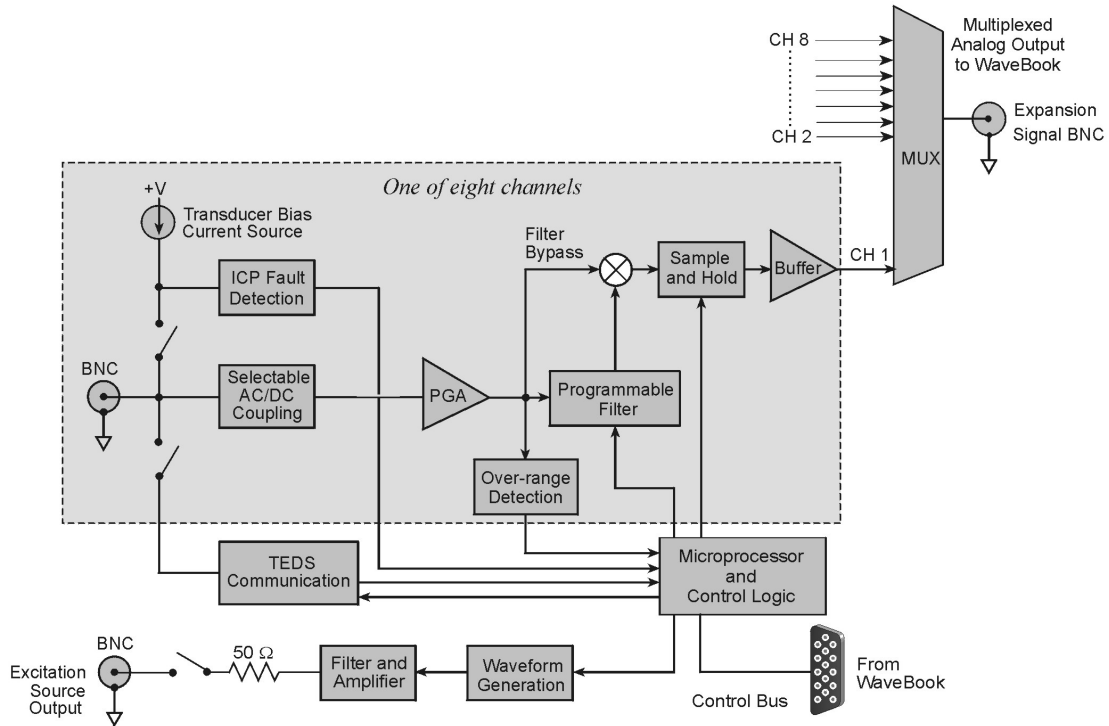 Multiplexed
Analog Output
to WaveBook
CH 8
CH 2
MUX
Expansion
Signal BNC
One of eight channels
+V
Transducer Bias
Current Source
ICP Fault
Detection
Filter
Bypass
Sample
and Hold
Buffer
CH 1
BNC
Selectable
AC/DC
Coupling
PGA
Programmable
Filter
Over-range
Detection
TEDS
Communication
Microprocessor
and
Control Logic
BNC
Excitation
Source
Output
50 Ω
Filter and
Amplifier
Waveform
Generation
Control Bus
From
WaveBook